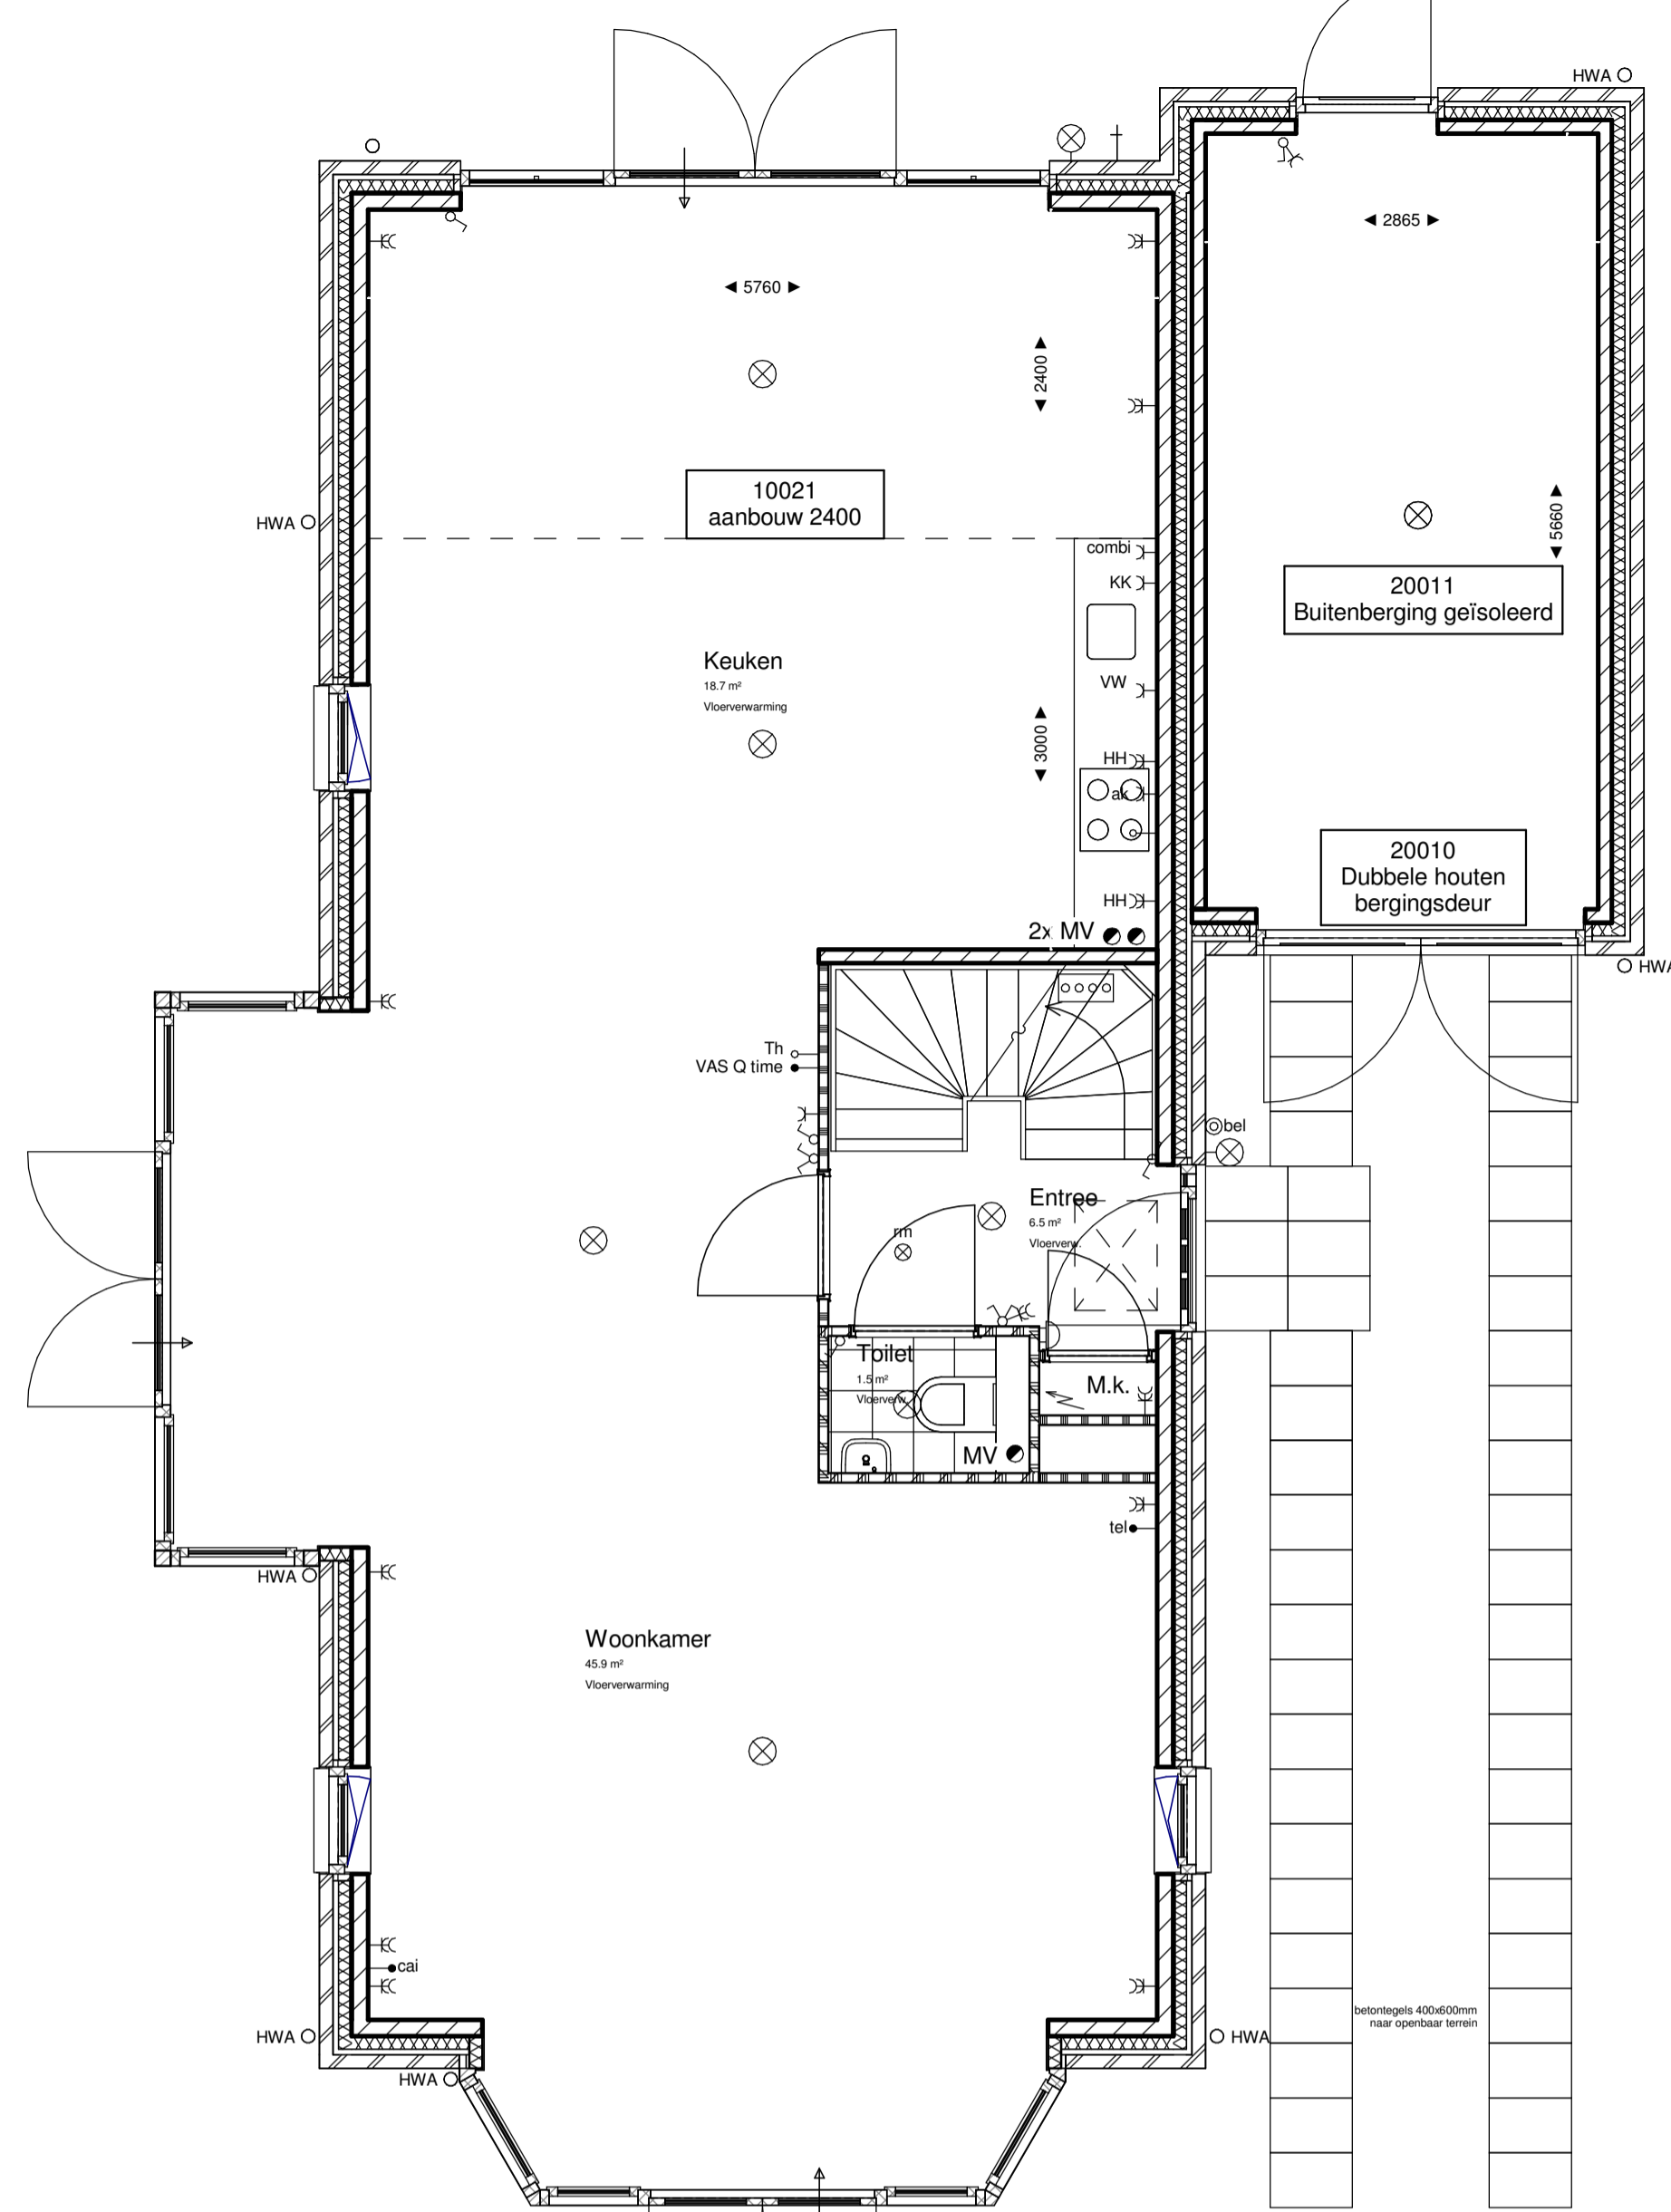 HWA
2865
5760
2400
10021
aanbouw 2400
HWA
5660
combi
KK
20011
Buitenberging geïsoleerd
Keuken
18.7 m²
Vloerverwarming
VW
3000
HH
ak
20010
Dubbele houten
bergingsdeur
HH
2x MV
HWA
Th
VAS Q time
bel
Entree
6.5 m²
Vloerverw.
rm
Toilet
1.5 m²
Vloerverw.
M.k.
MV
tel
HWA
Woonkamer
45.9 m²
Vloerverwarming
cai
betontegels 400x600mm
naar openbaar terrein
HWA
HWA
HWA